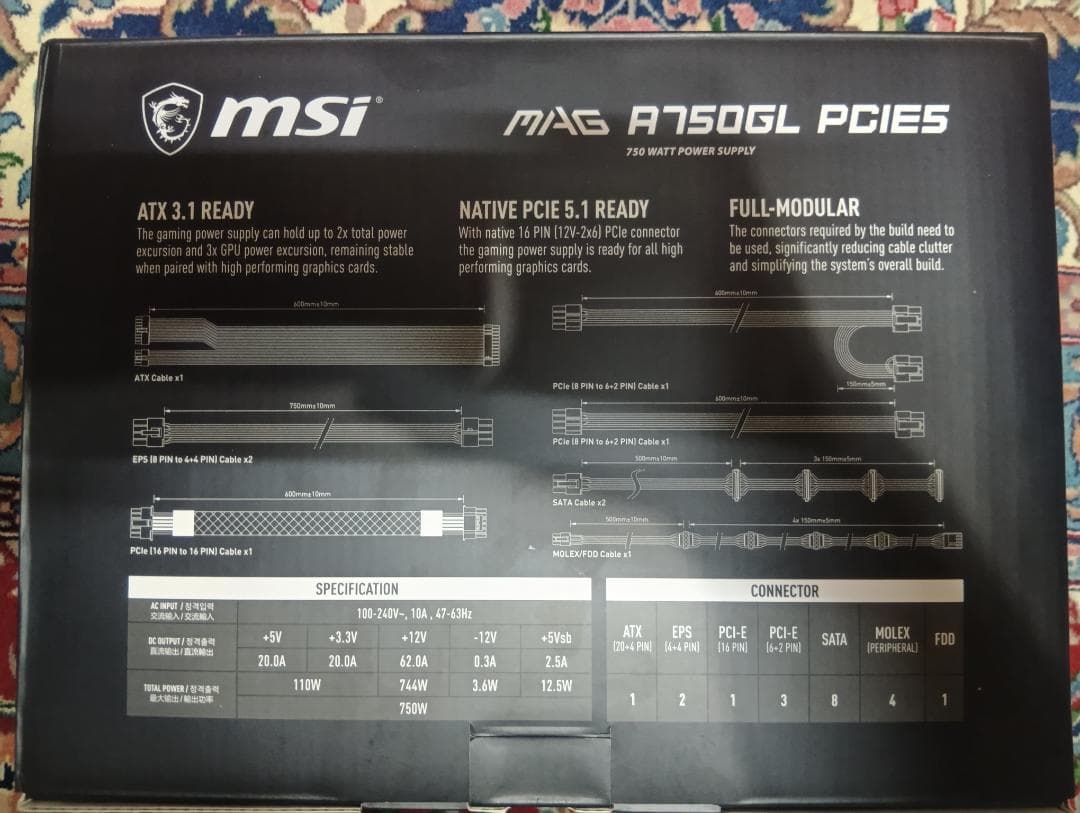 msi®
MAG A750GL PCIE5
750 WATT POWER SUPPLY
ATX 3.1 READY
The gaming power supply can hold up to 2x total power
excursion and 3x GPU power excursion, remaining stable
when paired with high performing graphics cards.
NATIVE PCIE 5.1 READY
With native 16 PIN (12V-2x6) PCIe connector
the gaming power supply is ready for all high
performing graphics cards.
FULL-MODULAR
The connectors required by the build need to
be used, significantly reducing cable clutter
and simplifying the system's overall build.
600mm±10mm
ATX Cable x1
750mm±10mm
EPS (8 PIN to 4+4 PIN) Cable x2
600mm±10mm
PCIe (16 PIN to 16 PIN) Cable x1
600mm±10mm
150mm±5mm
PCIe (8 PIN to 6+2 PIN) Cable x1
600mm±10mm
PCIe (8 PIN to 6+2 PIN) Cable x1
500mm±10mm 3x 150mm±5mm
SATA Cable x2
500mm±10mm 4x 150mm±5mm
MOLEX/FDD Cable x1
SPECIFICATION
AC INPUT / 정격입력
交流输入 / 交流輸入
100-240V~, 10A , 47-63Hz
DC OUTPUT / 정격출력
直流输出 / 直流輸出
+5V +3.3V +12V -12V +5Vsb
20.0A 20.0A 62.0A 0.3A 2.5A
TOTAL POWER / 정격출력
最大输出 / 輸出功率
110W 744W 3.6W 12.5W
750W
CONNECTOR
ATX EPS PCI-E PCI-E SATA MOLEX FDD
(20+4 PIN) (4+4 PIN) (16 PIN) (6+2 PIN) (PERIPHERAL)
1 2 1 3 8 4 1